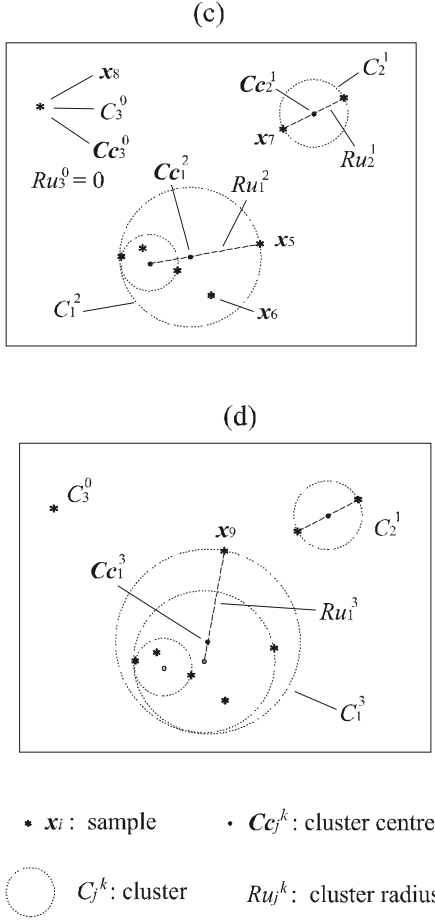 (c)
x8
C3^0
Cc3^0
Ru3^0 = 0
Cc2^1
C2^1
x7
Ru2^1
Cc1^2
Ru1^2
x5
C1^2
x6
(d)
C3^0
x9
C2^1
Cc1^3
Ru1^3
C1^3
xi : sample
Ccj^k : cluster centre
Cj^k : cluster
Ruj^k : cluster radius